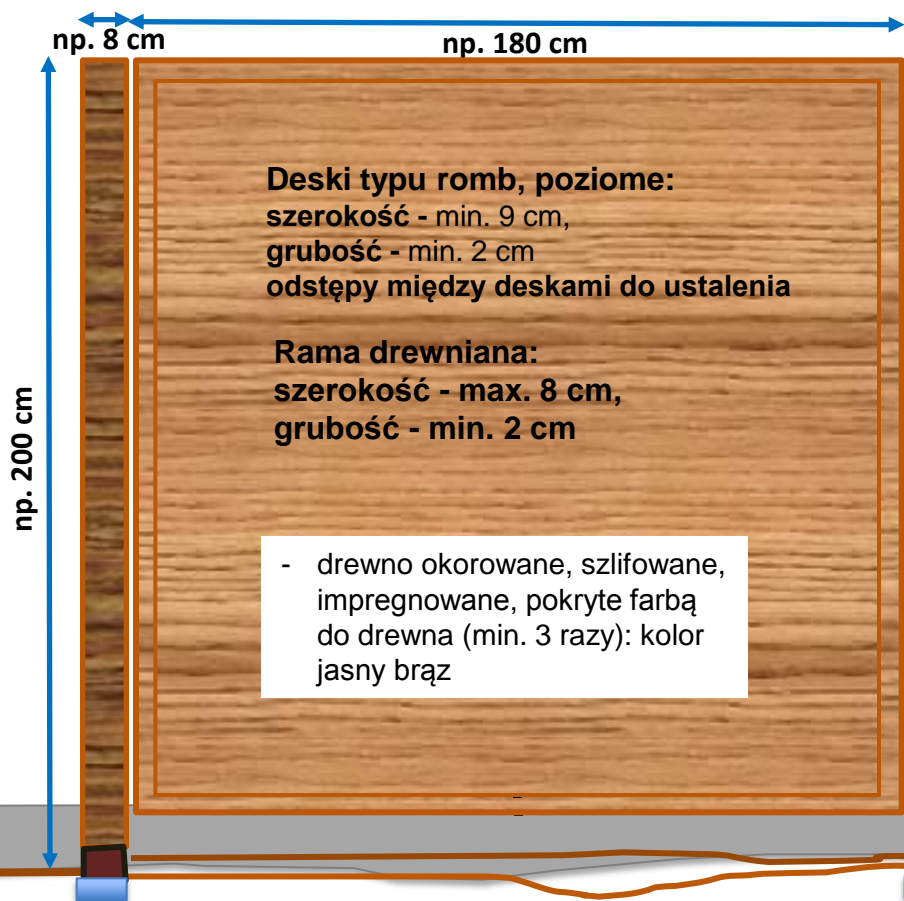 np. 8 cm
np. 180 cm
np. 200 cm
Deski typu romb, poziome:
szerokość - min. 9 cm,
grubość - min. 2 cm
odstępy między deskami do ustalenia
Rama drewniana:
szerokość - max. 8 cm,
grubość - min. 2 cm
- drewno okorowane, szlifowane,
impregnowane, pokryte farbą
do drewna (min. 3 razy): kolor
jasny brąz